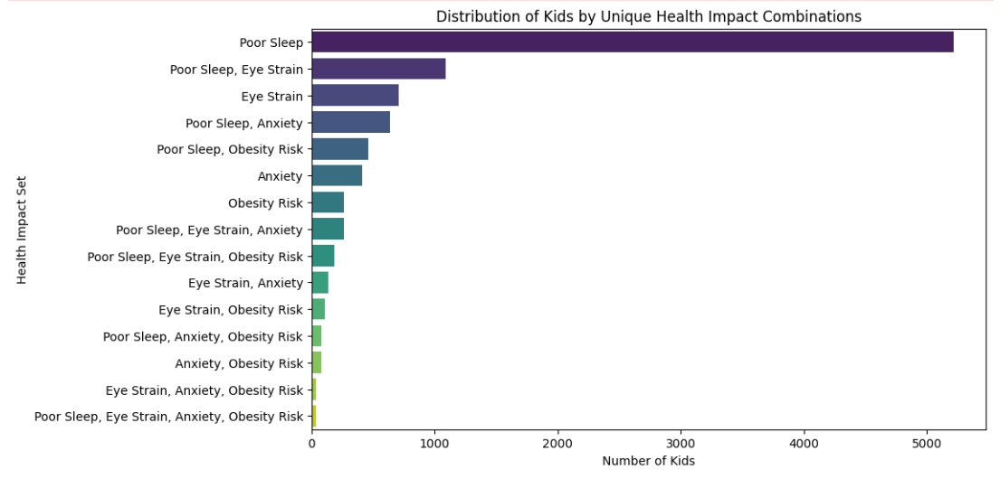 Distribution of Kids by Unique Health Impact Combinations
Health Impact Set
Poor Sleep
Poor Sleep, Eye Strain
Eye Strain
Poor Sleep, Anxiety
Poor Sleep, Obesity Risk
Anxiety
Obesity Risk
Poor Sleep, Eye Strain, Anxiety
Poor Sleep, Eye Strain, Obesity Risk
Eye Strain, Anxiety
Eye Strain, Obesity Risk
Poor Sleep, Anxiety, Obesity Risk
Anxiety, Obesity Risk
Eye Strain, Anxiety, Obesity Risk
Poor Sleep, Eye Strain, Anxiety, Obesity Risk
0 1000 2000 3000 4000 5000
Number of Kids